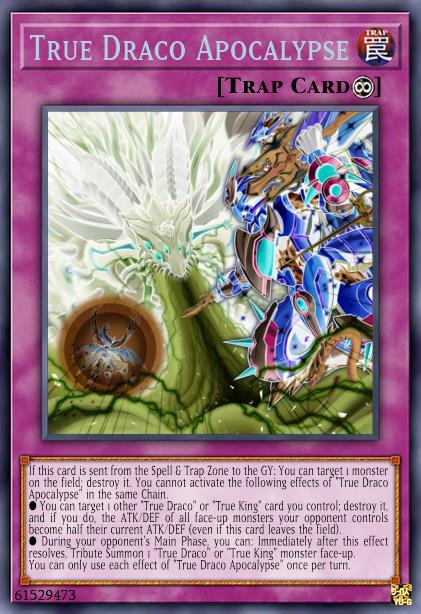 TRUE DRACO APOCALYPSE
TRAP
罠
[TRAP CARD]
If this card is sent from the Spell & Trap Zone to the GY: You can target 1 monster
on the field; destroy it. You cannot activate the following effects of "True Draco
Apocalypse" in the same Chain.
● You can target 1 other "True Draco" or "True King" card you control; destroy it,
and if you do, the ATK/DEF of all face-up monsters your opponent controls
become half their current ATK/DEF (even if this card leaves the field).
● During your opponent's Main Phase, you can: Immediately after this effect
resolves, Tribute Summon 1 "True Draco" or "True King" monster face-up.
You can only use each effect of "True Draco Apocalypse" once per turn.
61529473